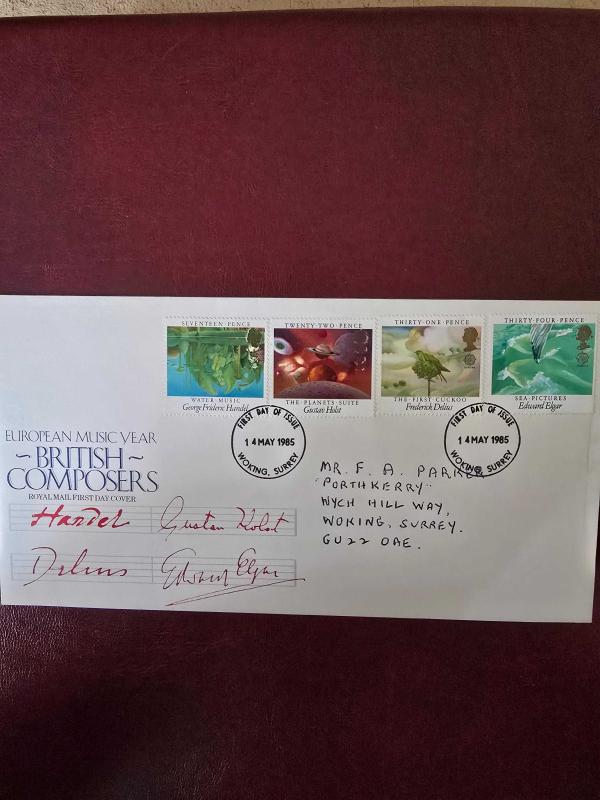 SEVENTEEN·PENCE
WATER·MUSIC
George Frideric Handel
TWENTY·TWO·PENCE
THE·PLANETS·SUITE
Gustav Holst
THIRTY·ONE·PENCE
THE·FIRST·CUCKOO
Frederick Delius
THIRTY·FOUR·PENCE
SEA·PICTURES
Edward Elgar
FIRST DAY OF ISSUE
14 MAY 1985
WOKING, SURREY
FIRST DAY OF ISSUE
14 MAY 1985
WOKING, SURREY
EUROPEAN MUSIC YEAR
~BRITISH~
COMPOSERS
ROYAL MAIL FIRST DAY COVER
Handel
Gustav Holst
Delius
Edward Elgar
MR. F. A. PARKER
"PORTHKERRY"
WYCH HILL WAY,
WOKING, SURREY.
GU22 0AE.